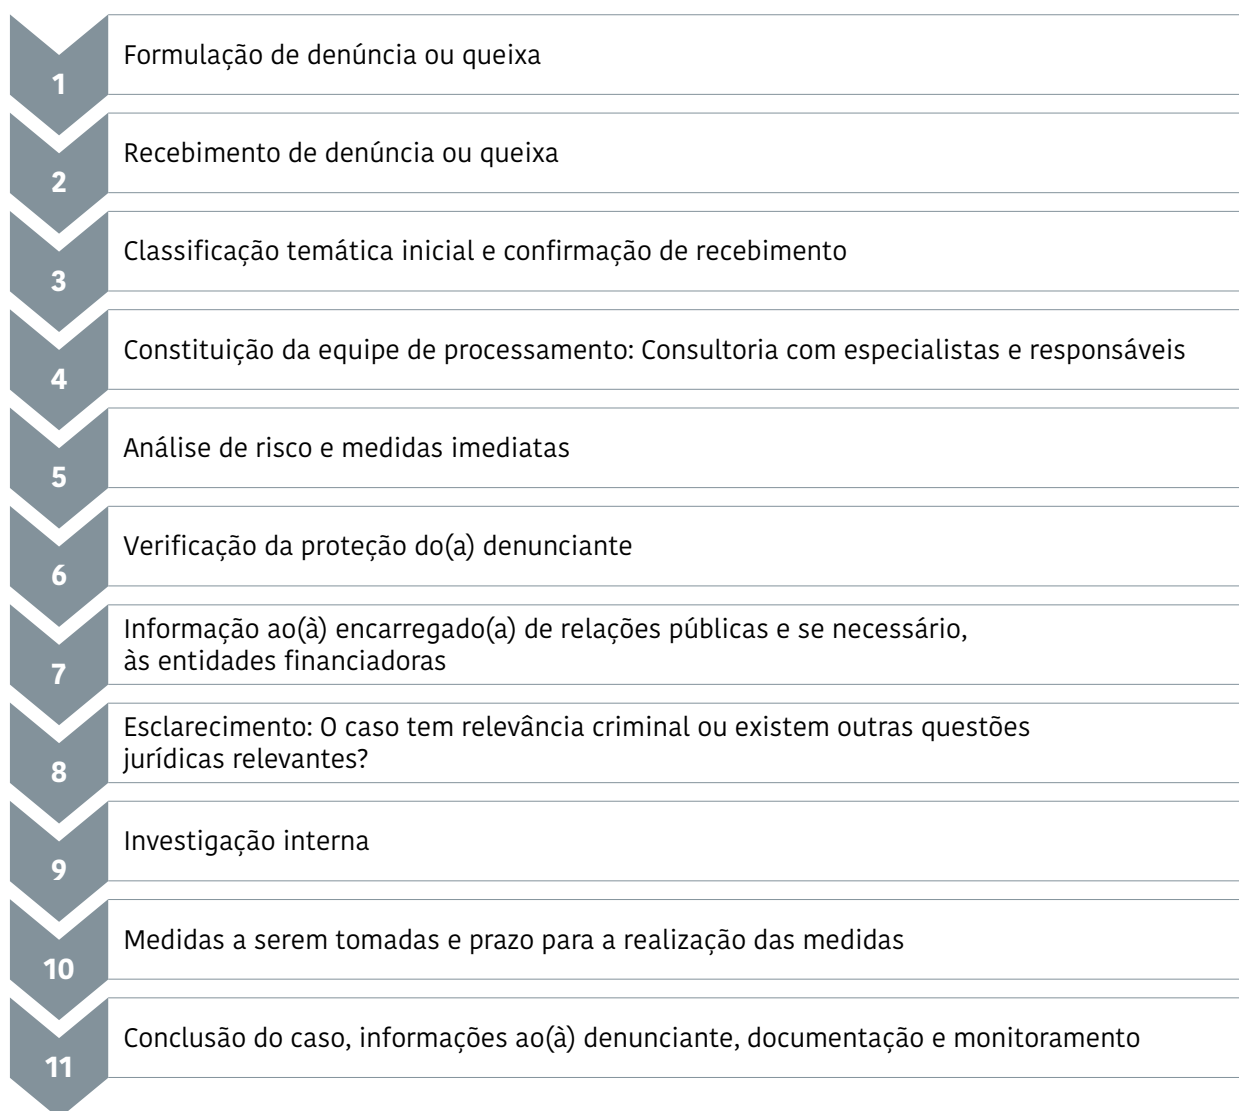 1
Formulação de denúncia ou queixa
2
Recebimento de denúncia ou queixa
3
Classificação temática inicial e confirmação de recebimento
4
Constituição da equipe de processamento: Consultoria com especialistas e responsáveis
5
Análise de risco e medidas imediatas
6
Verificação da proteção do(a) denunciante
7
Informação ao(à) encarregado(a) de relações públicas e se necessário,
às entidades financiadoras
8
Esclarecimento: O caso tem relevância criminal ou existem outras questões
jurídicas relevantes?
9
Investigação interna
10
Medidas a serem tomadas e prazo para a realização das medidas
11
Conclusão do caso, informações ao(à) denunciante, documentação e monitoramento